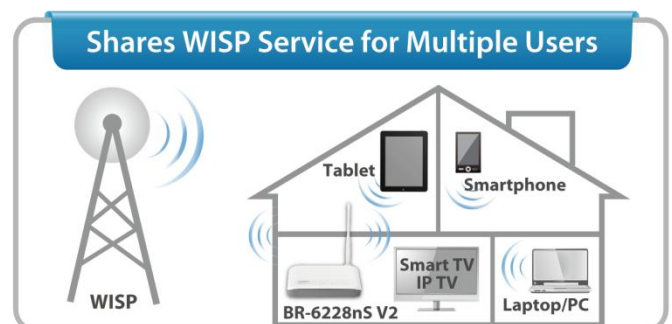 Shares WISP Service for Multiple Users
Tablet
Smartphone
WISP
BR-6228nS V2
Smart TV
IP TV
Laptop/PC